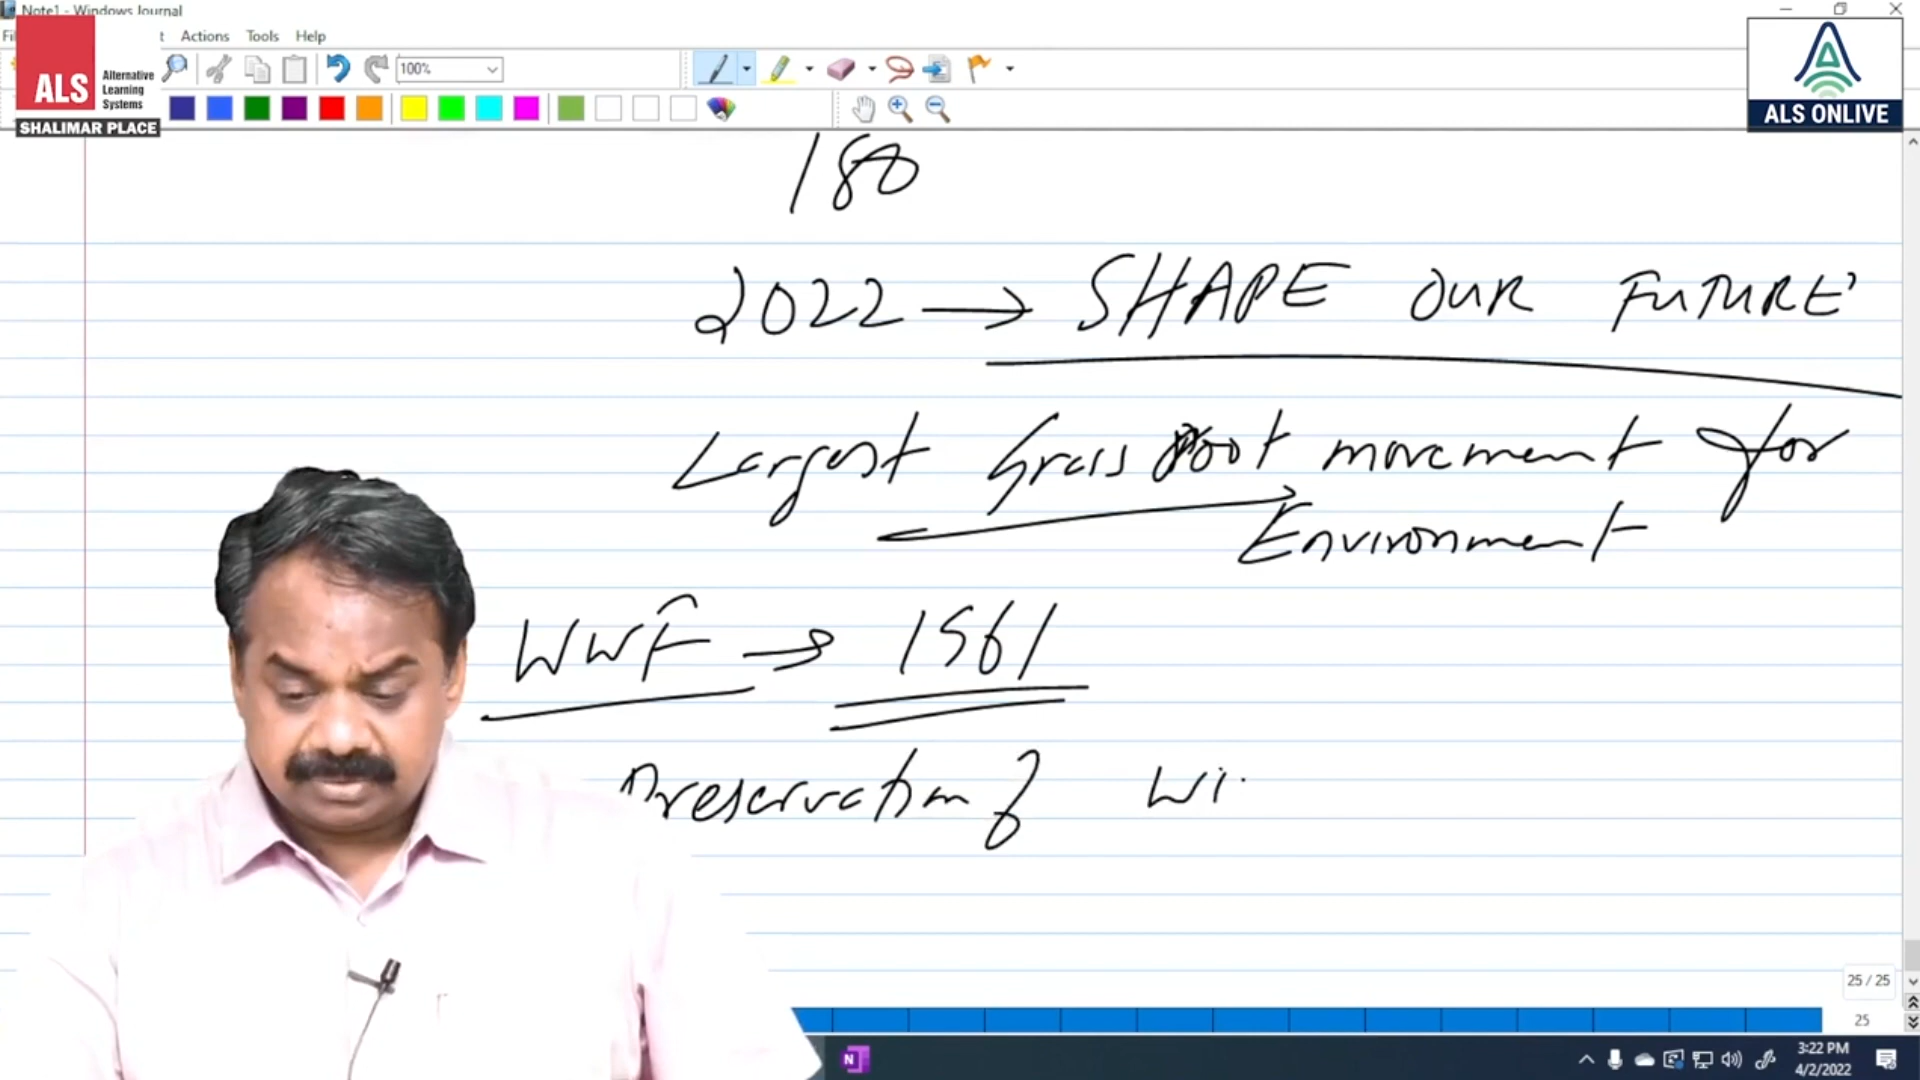 Note1 - Windows Journal
Actions Tools Help
100%
ALS Alternative Learning Systems
SHALIMAR PLACE
ALS ONLIVE
180
2022 → SHAPE OUR FUTURE'
Largest Grass Root movement for
Environment
WWF → 1961
Preservation of Wi
25 / 25
25
N
3:22 PM
4/2/2022